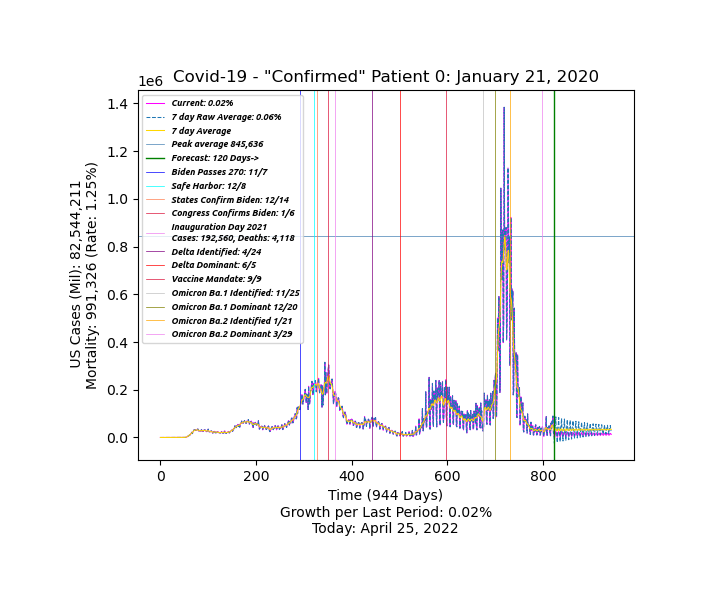 Covid-19 - "Confirmed" Patient 0: January 21, 2020
1e6
1.4
1.2
1.0
0.8
0.6
0.4
0.2
0.0
US Cases (Mil): 82,544,211
Mortality: 991,326 (Rate: 1.25%)
Current: 0.02%
7 day Raw Average: 0.06%
7 day Average
Peak average 845,636
Forecast: 120 Days->
Biden Passes 270: 11/7
Safe Harbor: 12/8
States Confirm Biden: 12/14
Congress Confirms Biden: 1/6
Inauguration Day 2021
Cases: 192,560, Deaths: 4,118
Delta Identified: 4/24
Delta Dominant: 6/5
Vaccine Mandate: 9/9
Omicron Ba.1 Identified: 11/25
Omicron Ba.1 Dominant 12/20
Omicron Ba.2 Identified 1/21
Omicron Ba.2 Dominant 3/29
0 200 400 600 800
Time (944 Days)
Growth per Last Period: 0.02%
Today: April 25, 2022